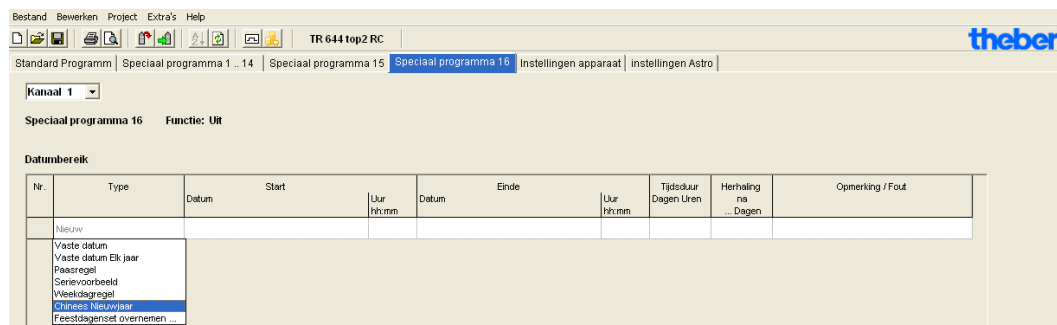 Bestand Bewerken Project Extra's Help
TR 644 top2 RC
theben
Standard Programm Speciaal programma 1 .. 14 Speciaal programma 15 Speciaal programma 16 Instellingen apparaat instellingen Astro
Kanaal 1
Speciaal programma 16 Functie: Uit
Datumbereik
Nr. Type Start Einde Tijdsduur Herhaling Opmerking / Fout
Datum Uur Datum Uur Dagen Uren na
hh:mm hh:mm ... Dagen
Nieuw
Vaste datum
Vaste datum Elk jaar
Paasregel
Serievoorbeeld
Weekdagregel
Chinees Nieuwjaar
Feestdagenset overnemen ...